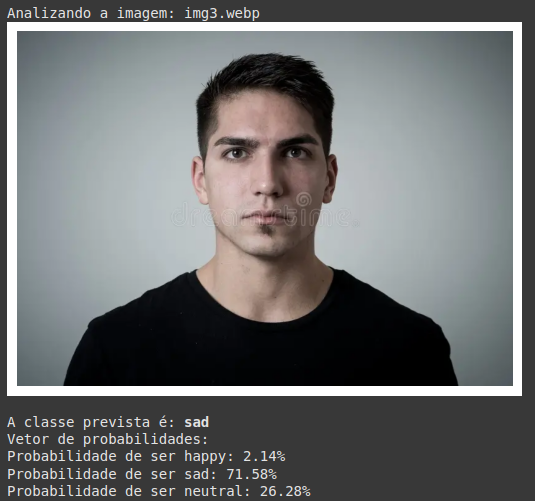 Analizando a imagem: img3.webp
dreamstime.
A classe prevista é: sad
Vetor de probabilidades:
Probabilidade de ser happy: 2.14%
Probabilidade de ser sad: 71.58%
Probabilidade de ser neutral: 26.28%